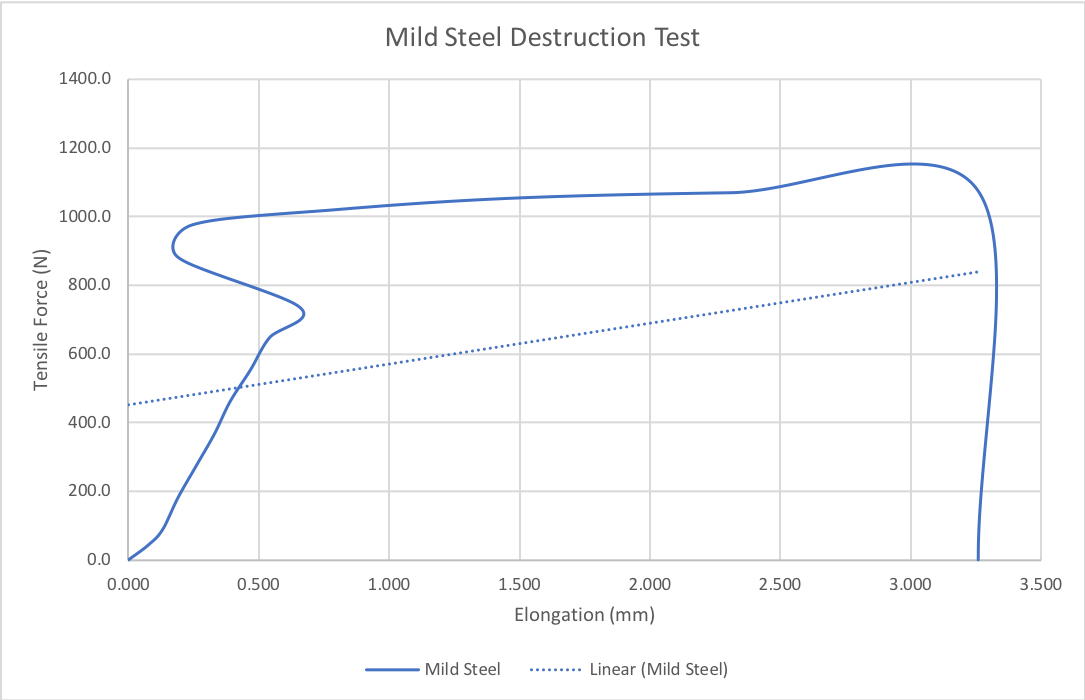 Mild Steel Destruction Test
1400.0
1200.0
1000.0
800.0
600.0
400.0
200.0
0.0
Tensile Force (N)
0.000 0.500 1.000 1.500 2.000 2.500 3.000 3.500
Elongation (mm)
Mild Steel Linear (Mild Steel)